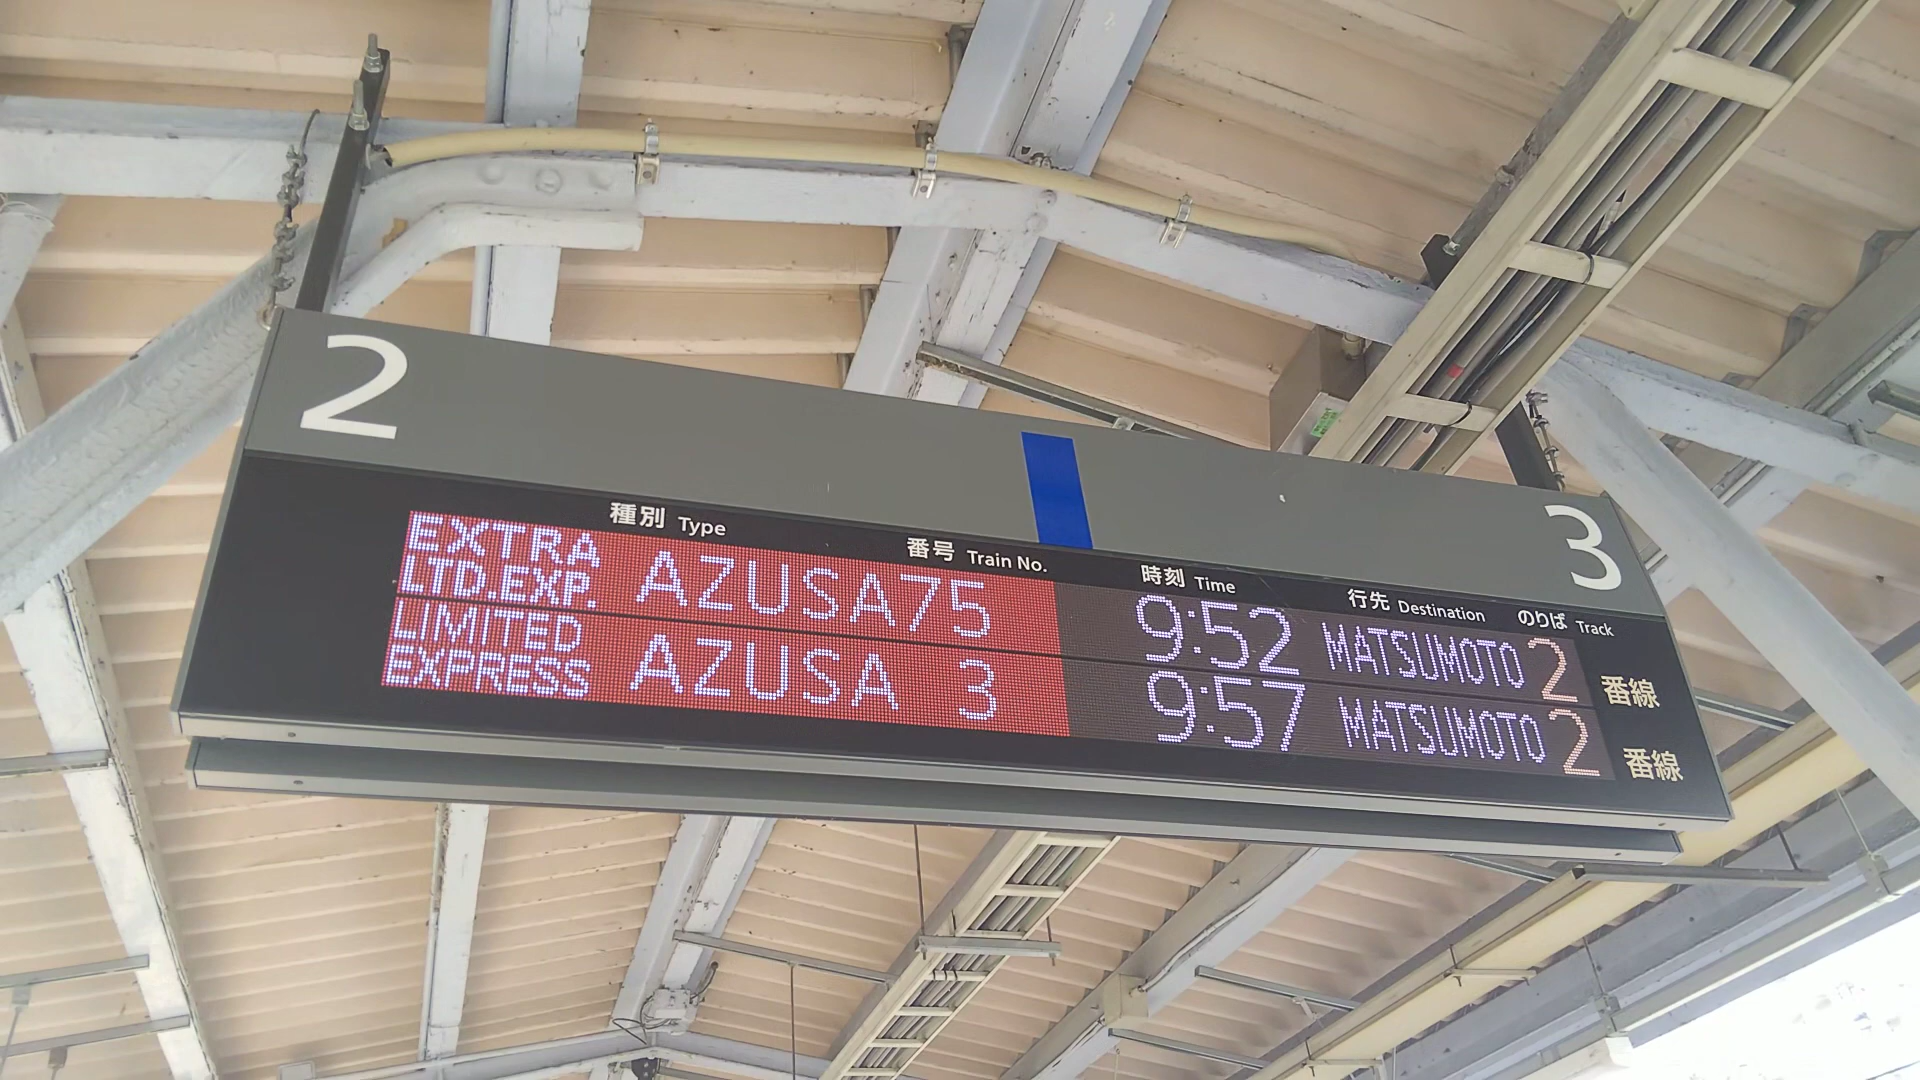 2
3
種別 Type 番号 Train No. 時刻 Time 行先 Destination のりば Track
EXTRA LTD.EXP. AZUSA75 9:52 MATSUMOTO 2 番線
LIMITED EXPRESS AZUSA 3 9:57 MATSUMOTO 2 番線